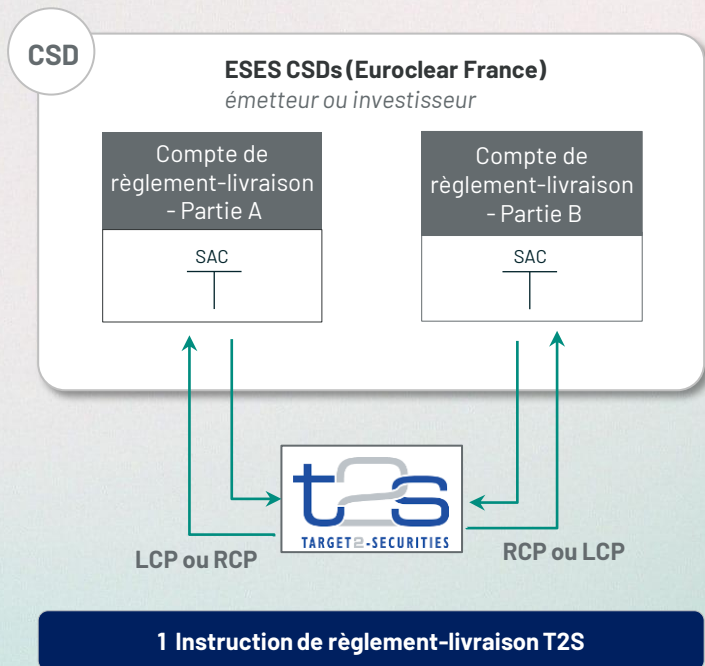 CSD
ESES CSDs (Euroclear France)
émetteur ou investisseur
Compte de
règlement-livraison
- Partie A
SAC
Compte de
règlement-livraison
- Partie B
SAC
t2s
TARGET2-SECURITIES
LCP ou RCP
RCP ou LCP
1 Instruction de règlement-livraison T2S